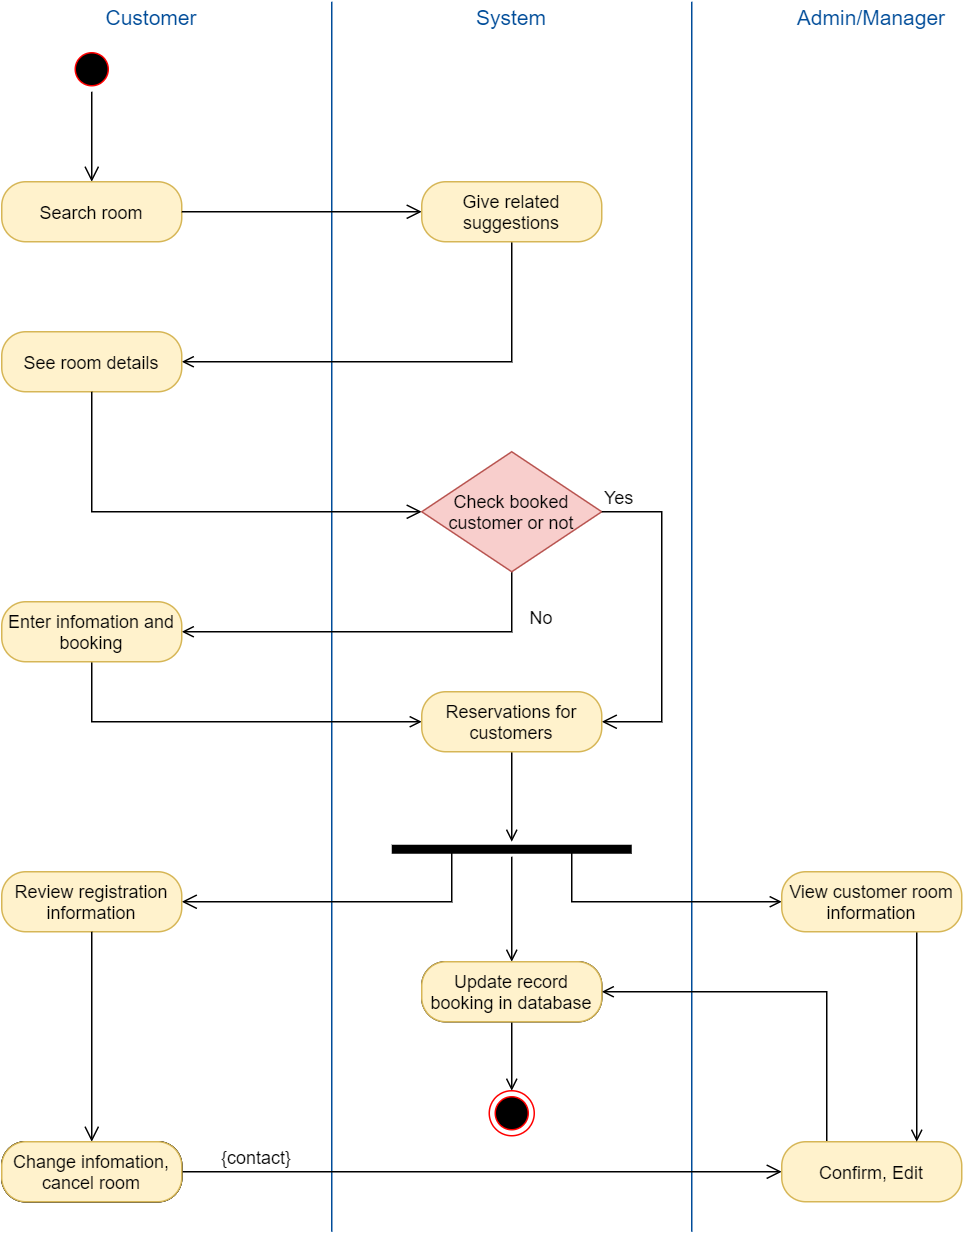 Customer
System
Admin/Manager
Search room
Give related
suggestions
See room details
Check booked
customer or not
Yes
No
Enter infomation and
booking
Reservations for
customers
Review registration
information
View customer room
information
Update record
booking in database
Change infomation,
cancel room
{contact}
Confirm, Edit